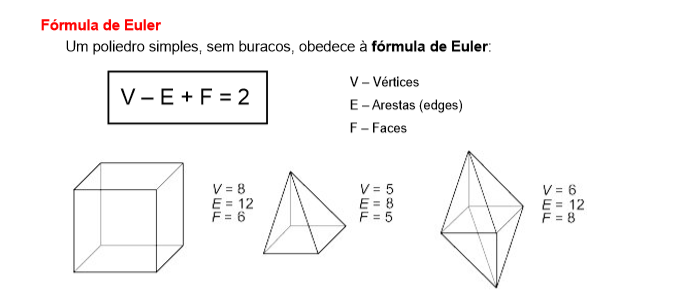 Fórmula de Euler
Um poliedro simples, sem buracos, obedece à fórmula de Euler:
V – E + F = 2
V – Vértices
E – Arestas (edges)
F – Faces
V = 8
E = 12
F = 6
V = 5
E = 8
F = 5
V = 6
E = 12
F = 8